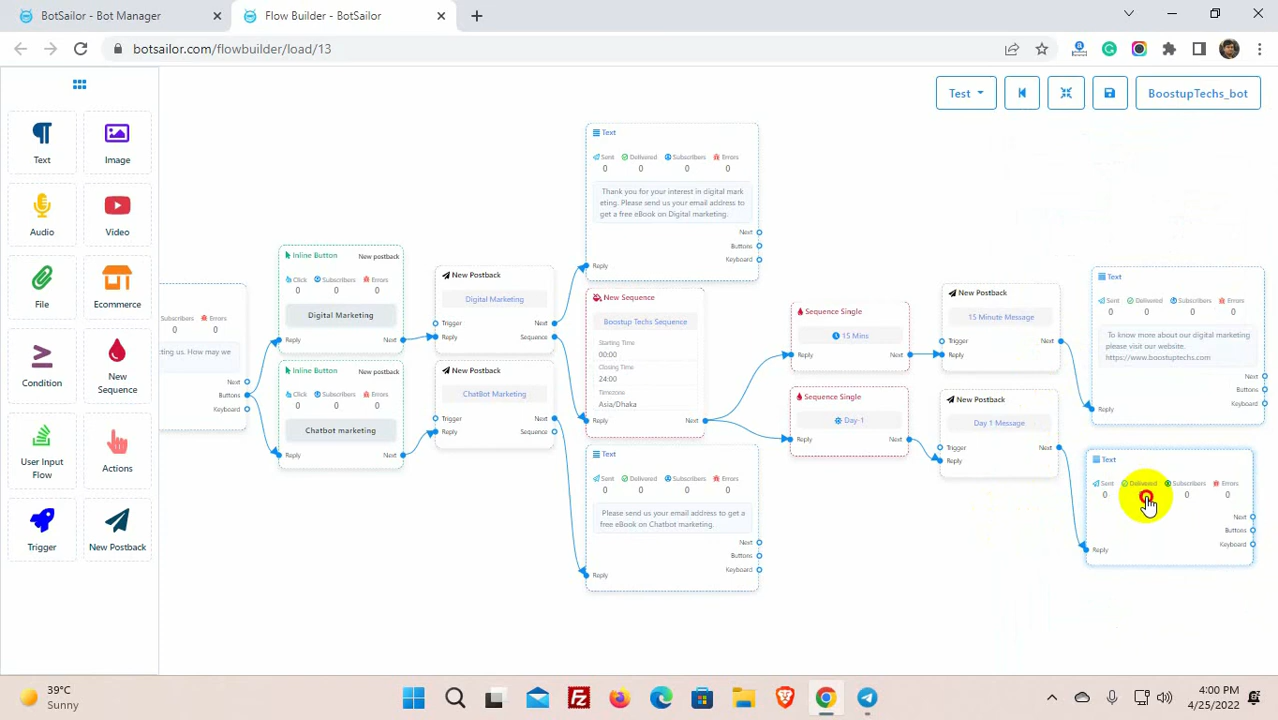 BotSailor - Bot Manager
Flow Builder - BotSailor
botsailor.com/flowbuilder/load/13
Test
BoostupTechs_bot
Text
Image
Audio
Video
File
Ecommerce
Condition
New
Sequence
User Input
Flow
Actions
Trigger
New Postback
Subscribers Errors
0 0
cting us. How may we
Next
Buttons
Keyboard
Inline Button New postback
Click Subscribers Errors
0 0 0
Digital Marketing
Reply Next
Inline Button New postback
Click Subscribers Errors
0 0 0
Chatbot marketing
Reply Next
New Postback
Digital Marketing
Trigger Next
Reply Sequence
New Postback
ChatBot Marketing
Trigger Next
Reply Sequence
Text
Sent Delivered Subscribers Errors
0 0 0 0
Thank you for your interest in digital mark
eting. Please send us your email address to
get a free eBook on Digital marketing.
Next
Buttons
Keyboard
Reply
New Sequence
Boostup Techs Sequence
Starting Time
00:00
Closing Time
24:00
Timezone
Asia/Dhaka
Reply Next
Text
Sent Delivered Subscribers Errors
0 0 0 0
Please send us your email address to get a
free eBook on Chatbot marketing.
Next
Buttons
Keyboard
Reply
Sequence Single
15 Mins
Reply Next
Sequence Single
Day-1
Reply Next
New Postback
15 Minute Message
Trigger Next
Reply
New Postback
Day 1 Message
Trigger Next
Reply
Text
Sent Delivered Subscribers Errors
0 0 0 0
To know more about our digital marketing
please visit our website.
https://www.boostuptechs.com
Next
Buttons
Keyboard
Reply
Text
Sent Delivered Subscribers Errors
0 0 0
Next
Buttons
Keyboard
Reply
39°C
Sunny
4:00 PM
4/25/2022